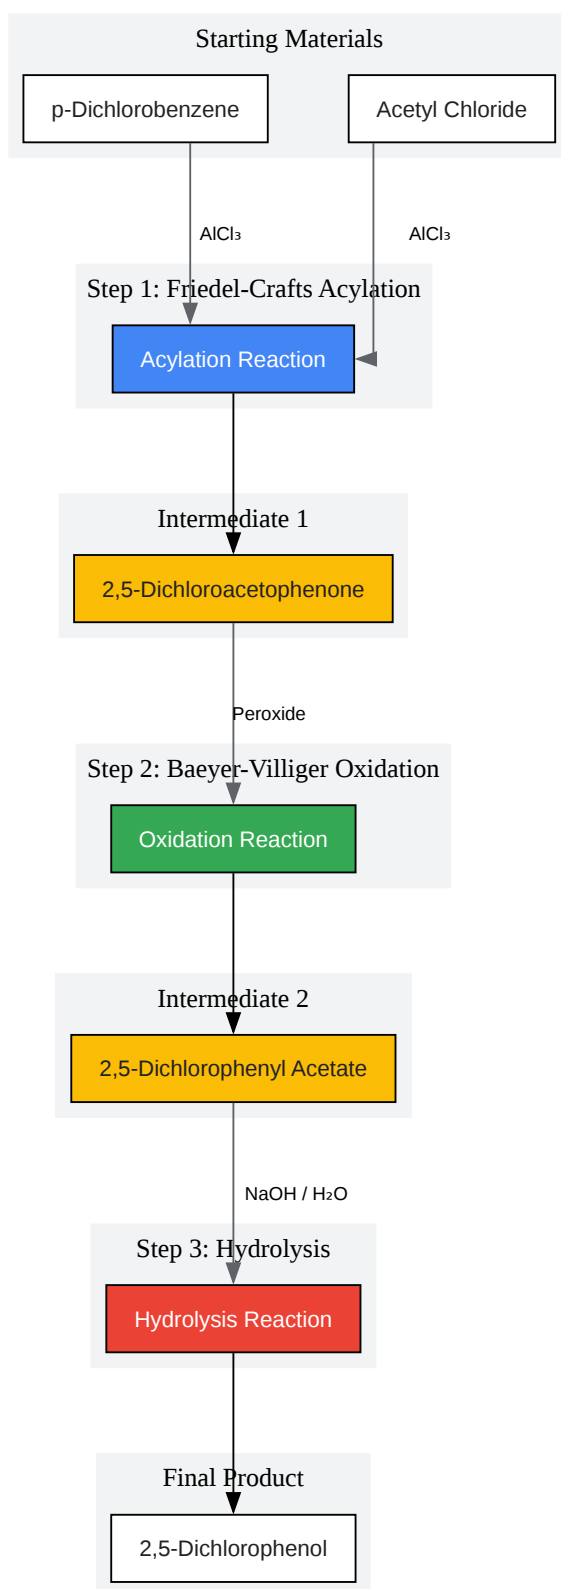 Starting Materials
p-Dichlorobenzene
Acetyl Chloride
AlCl₃
AlCl₃
Step 1: Friedel-Crafts Acylation
Acylation Reaction
Intermediate 1
2,5-Dichloroacetophenone
Peroxide
Step 2: Baeyer-Villiger Oxidation
Oxidation Reaction
Intermediate 2
2,5-Dichlorophenyl Acetate
NaOH / H₂O
Step 3: Hydrolysis
Hydrolysis Reaction
Final Product
2,5-Dichlorophenol